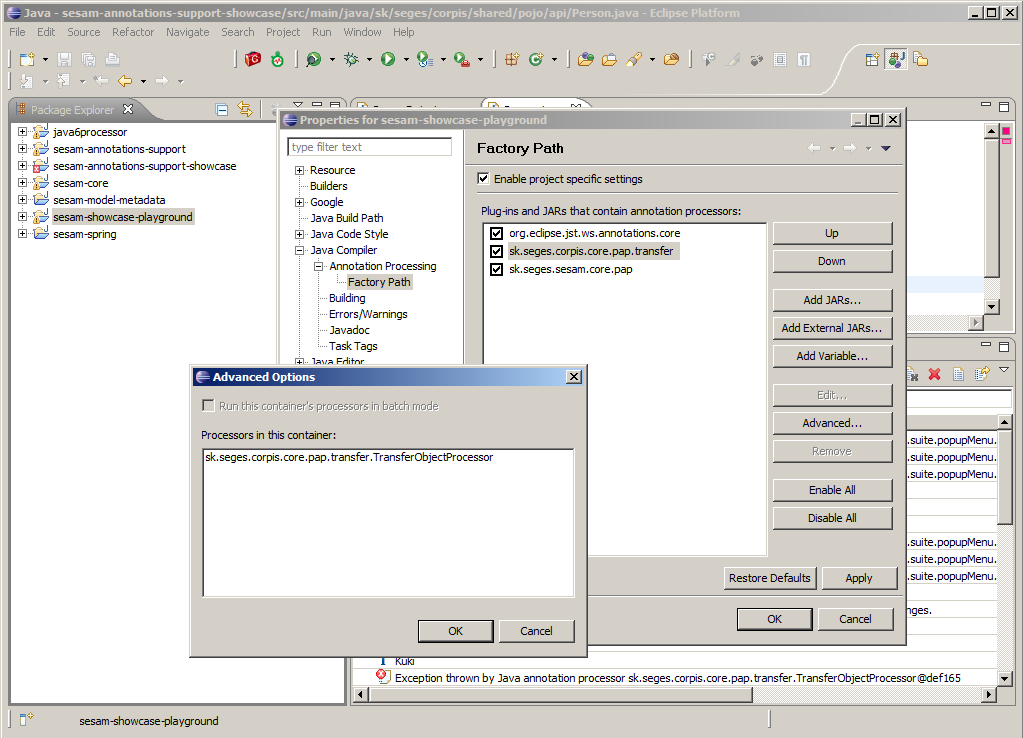 Java - sesam-annotations-support-showcase/src/main/java/sk/seges/corpis/shared/pojo/api/Person.java - Eclipse Platform
File Edit Source Refactor Navigate Search Project Run Window Help
Package Explorer
java6processor
sesam-annotations-support
sesam-annotations-support-showcase
sesam-core
sesam-model-metadata
sesam-showcase-playground
sesam-spring
Properties for sesam-showcase-playground
type filter text
Resource
Builders
Google
Java Build Path
Java Code Style
Java Compiler
Annotation Processing
Factory Path
Building
Errors/Warnings
Javadoc
Task Tags
Java Editor
Factory Path
Enable project specific settings
Plug-ins and JARs that contain annotation processors:
org.eclipse.jst.ws.annotations.core
sk.seges.corpis.core.pap.transfer
sk.seges.sesam.core.pap
Up
Down
Add JARs...
Add External JARs...
Add Variable...
Edit...
Advanced...
Remove
Enable All
Disable All
Restore Defaults Apply
OK Cancel
Advanced Options
Run this container's processors in batch mode
Processors in this container:
sk.seges.corpis.core.pap.transfer.TransferObjectProcessor
OK Cancel
.suite.popupMenu.
.suite.popupMenu.
.suite.popupMenu.
.suite.popupMenu.
.suite.popupMenu.
.suite.popupMenu.
nges.
Kuki
Exception thrown by Java annotation processor sk.seges.corpis.core.pap.transfer.TransferObjectProcessor@def165
sesam-showcase-playground